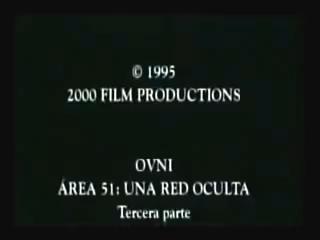 © 1995
2000 FILM PRODUCTIONS
OVNI
ÁREA 51: UNA RED OCULTA
Tercera parte